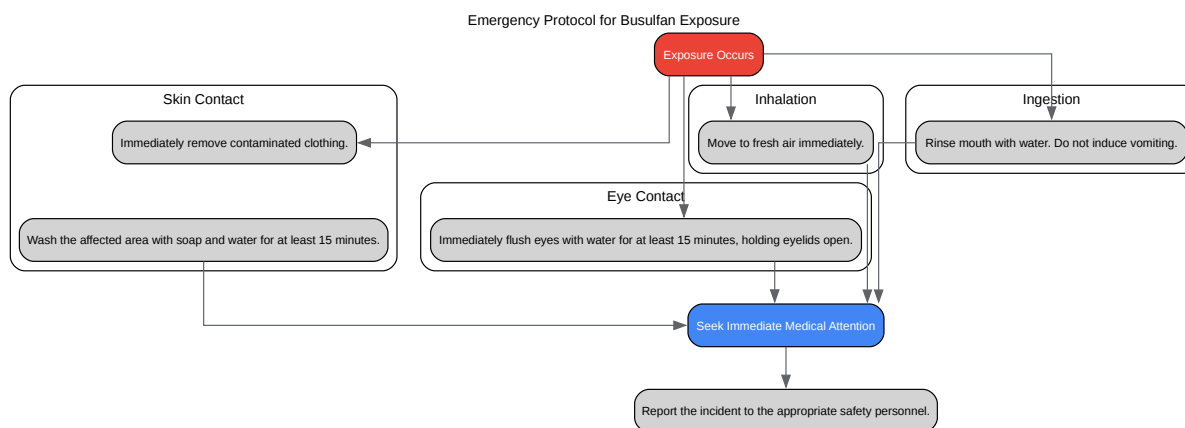 Emergency Protocol for Busulfan Exposure
Exposure Occurs
Skin Contact
Inhalation
Ingestion
Immediately remove contaminated clothing.
Move to fresh air immediately.
Rinse mouth with water. Do not induce vomiting.
Eye Contact
Wash the affected area with soap and water for at least 15 minutes.
Immediately flush eyes with water for at least 15 minutes, holding eyelids open.
Seek Immediate Medical Attention
Report the incident to the appropriate safety personnel.